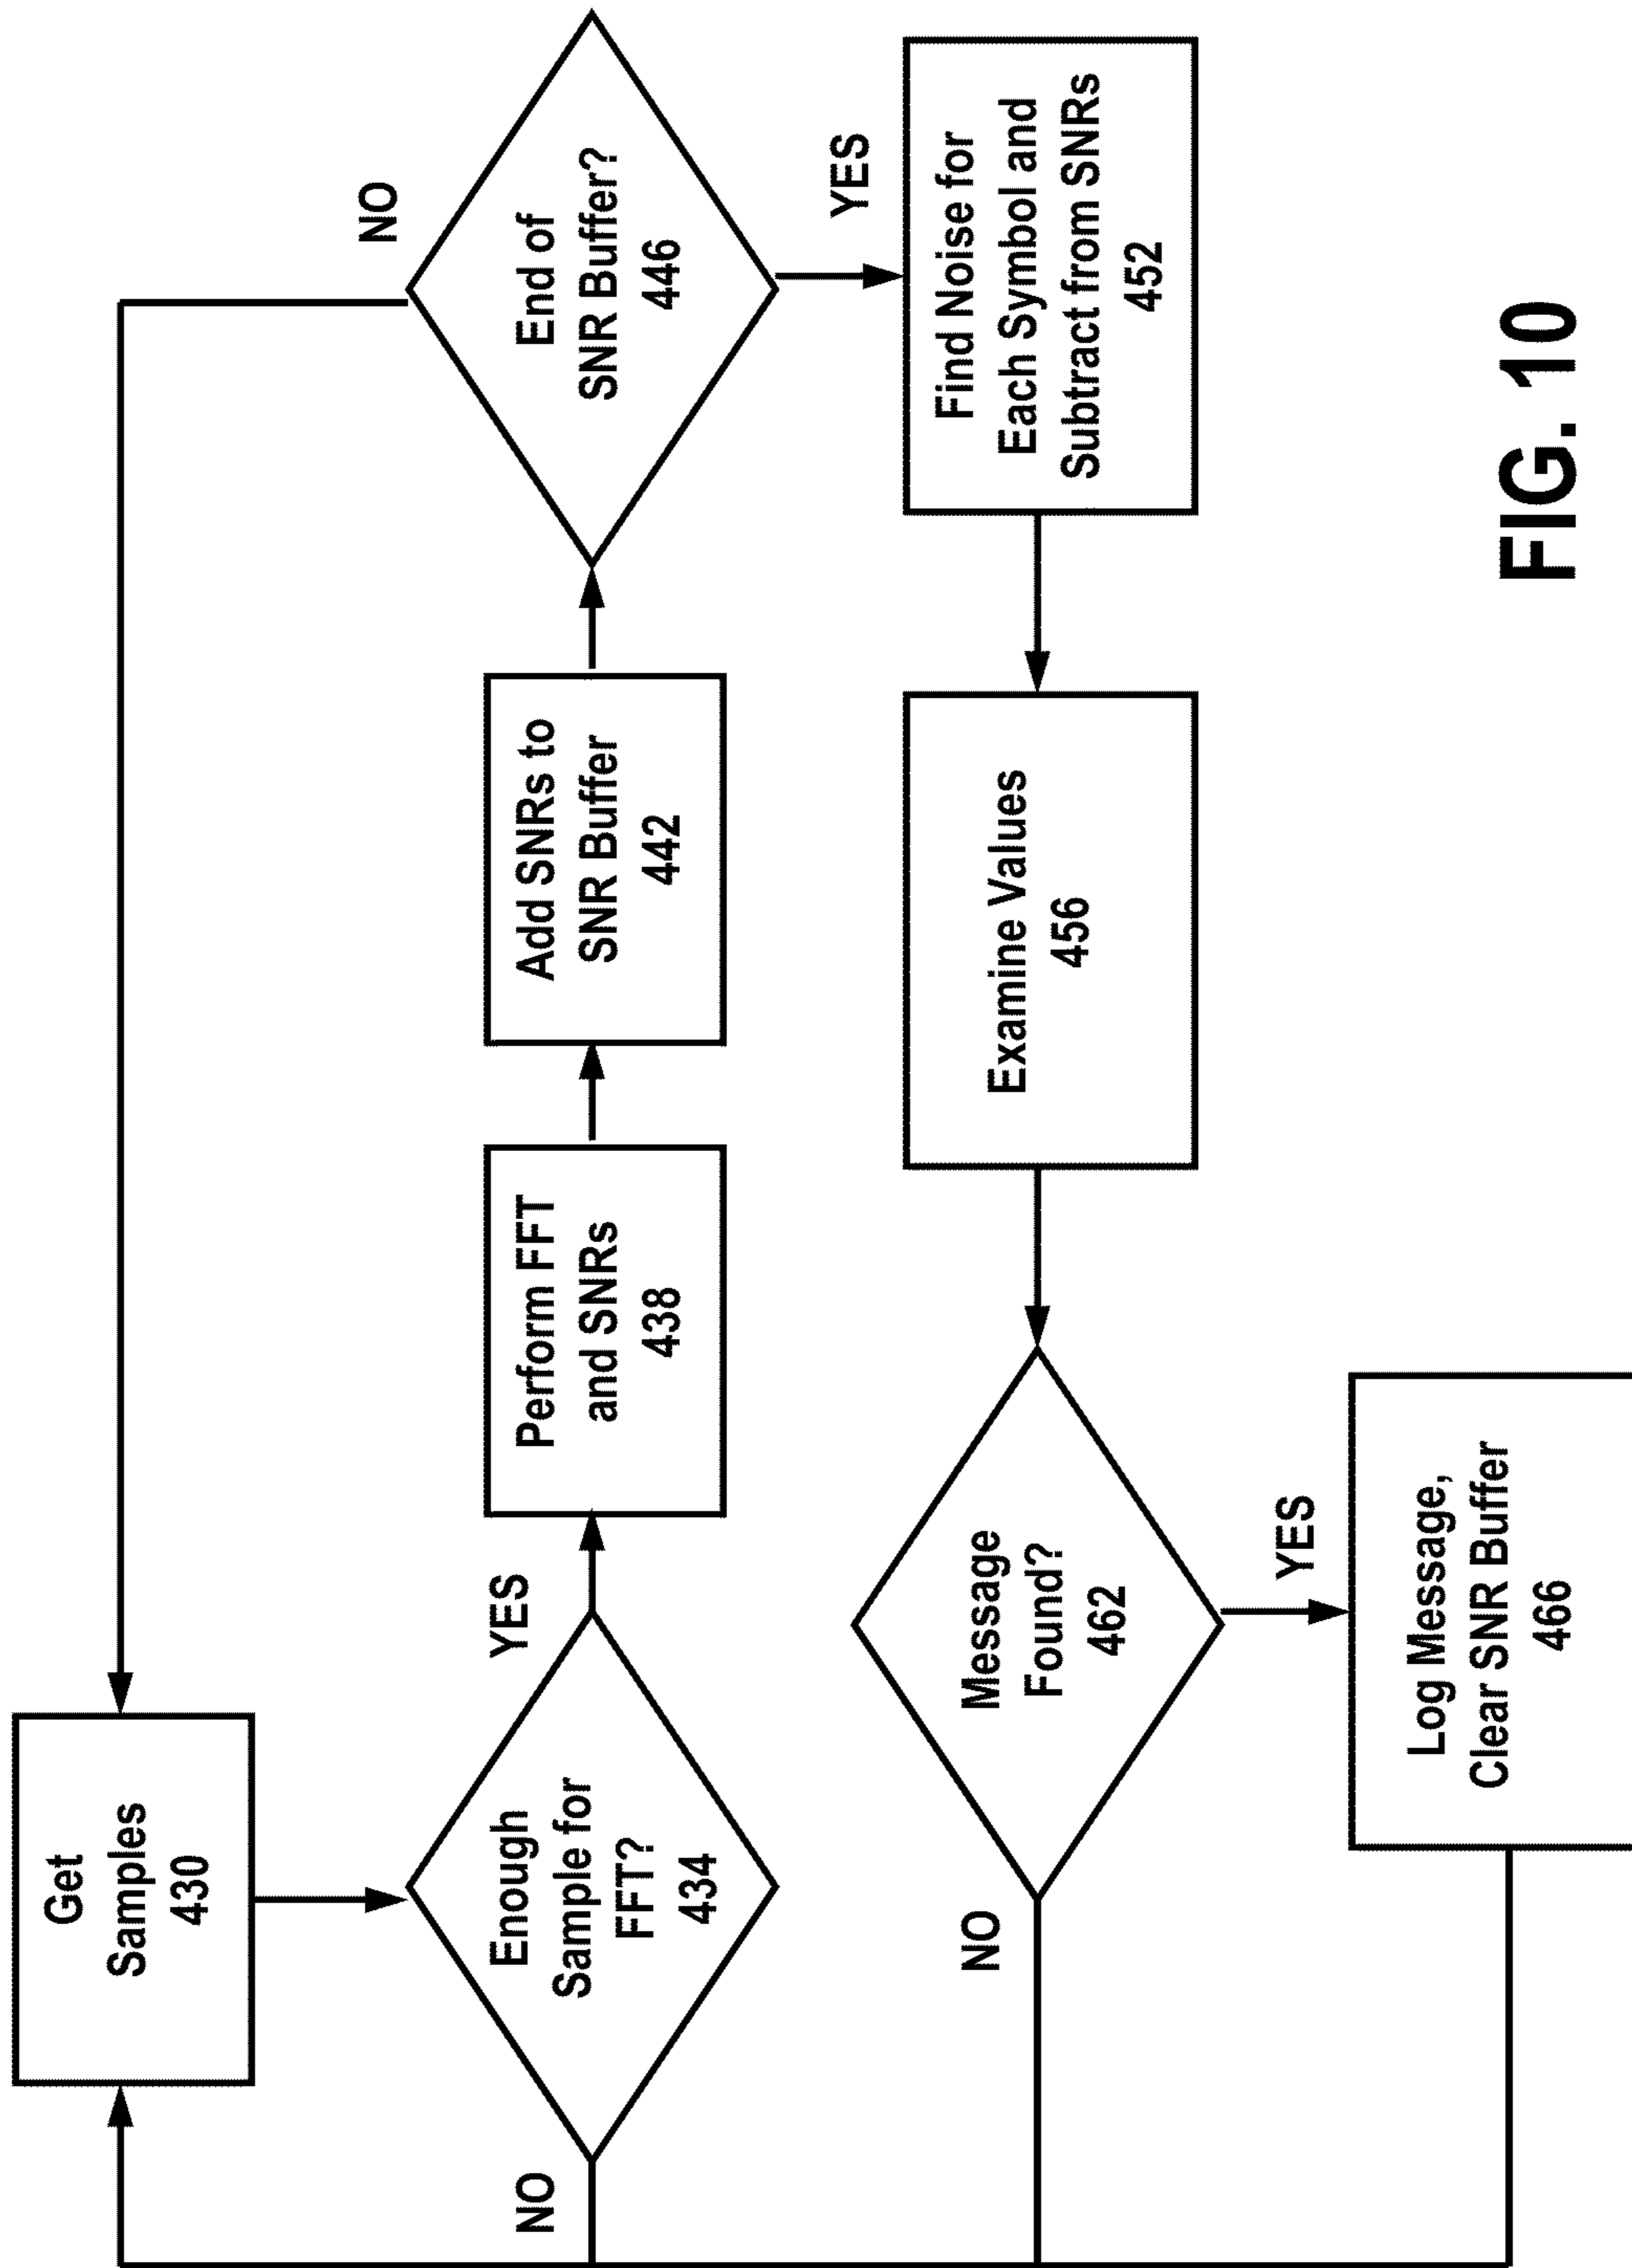 Get
Samples
430
NO
Enough
Sample for
FFT?
434
YES
Perform FFT
and SNRs
438
Add SNRs to
SNR Buffer
442
End of
SNR Buffer?
446
NO
YES
Find Noise for
Each Symbol and
Subtract from SNRs
452
Examine Values
456
Message
Found?
462
NO
YES
Log Message,
Clear SNR Buffer
466
FIG. 10